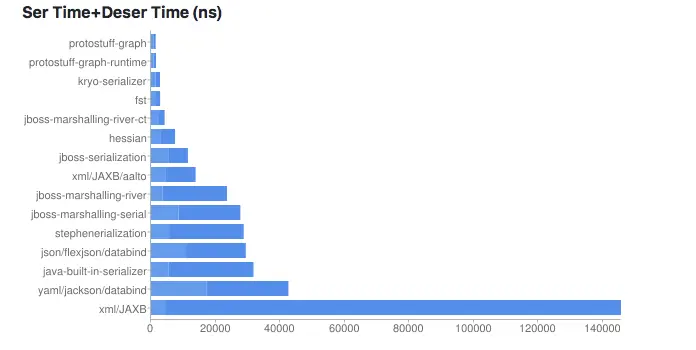 Ser Time+Deser Time (ns)
protostuff-graph
protostuff-graph-runtime
kryo-serializer
fst
jboss-marshalling-river-ct
hessian
jboss-serialization
xml/JAXB/aalto
jboss-marshalling-river
jboss-marshalling-serial
stephenerialization
json/flexjson/databind
java-built-in-serializer
yaml/jackson/databind
xml/JAXB
0 20000 40000 60000 80000 100000 120000 140000